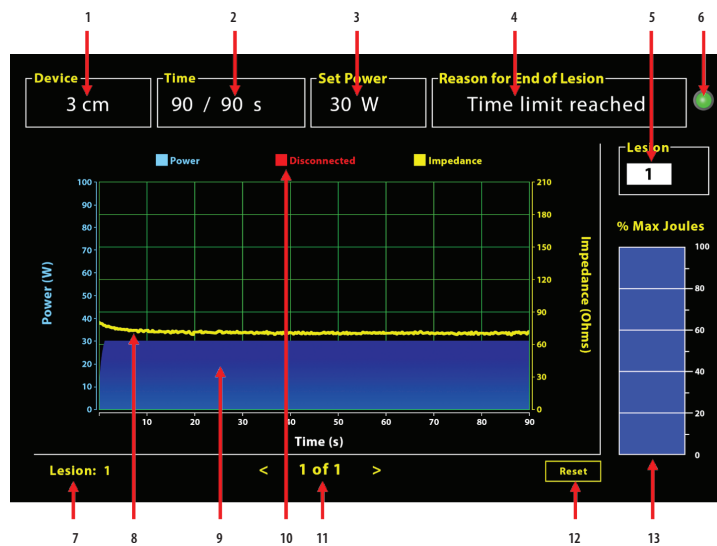 1 2 3 4 5 6
Device Time Set Power Reason for End of Lesion
3 cm 90 / 90 s 30 W Time limit reached
Lesion
1
Power Disconnected Impedance
% Max Joules
100 210
90 180
80
70 150
60 120
50
40 90
30 60
20 30
10
0 0
Power (W)
Impedance (Ohms)
10 20 30 40 50 60 70 80 90
Time (s)
100
80
60
40
20
0
Lesion: 1 < 1 of 1 > Reset
7 8 9 10 11 12 13